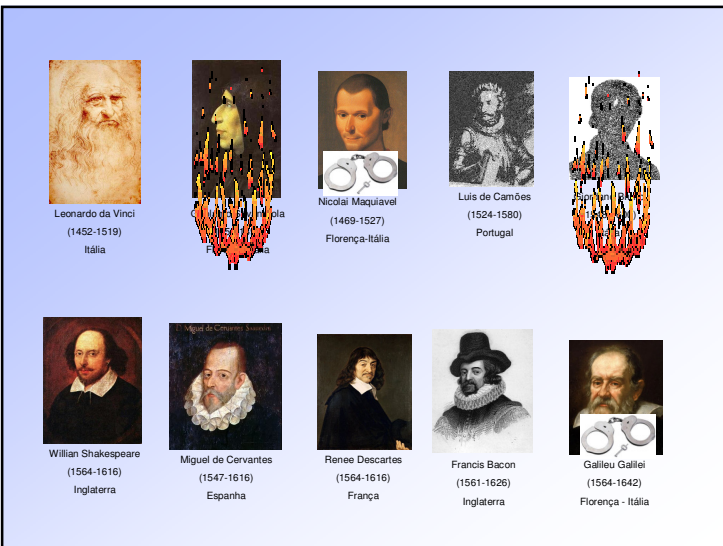 Leonardo da Vinci
(1452-1519)
Itália
Nicolai Maquiavel
(1469-1527)
Florença-Itália
Luis de Camões
(1524-1580)
Portugal
Willian Shakespeare
(1564-1616)
Inglaterra
Miguel de Cervantes
(1547-1616)
Espanha
Renee Descartes
(1564-1616)
França
Francis Bacon
(1561-1626)
Inglaterra
Galileu Galilei
(1564-1642)
Florença - Itália